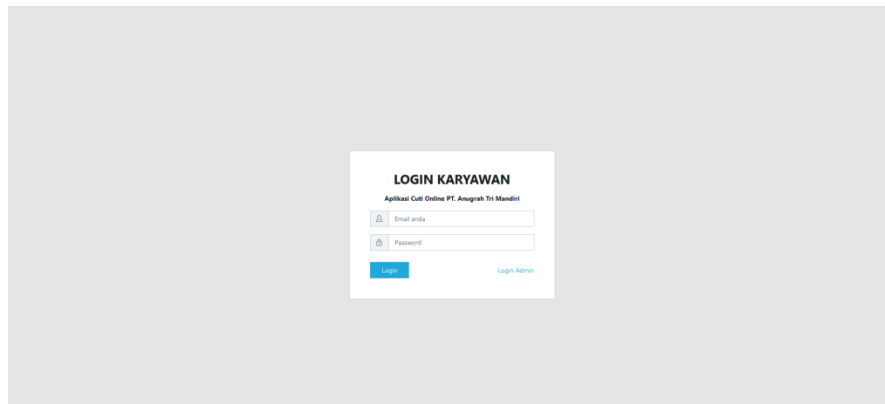 LOGIN KARYAWAN
Aplikasi Cuti Online PT. Anugrah Tri Mandiri
Email anda
Password
Login
Login Admin